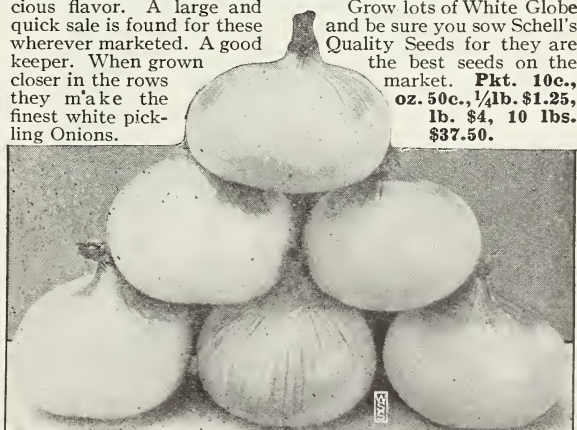 cious flavor. A large and
quick sale is found for these
wherever marketed. A good
keeper. When grown
closer in the rows
they make the
finest white pick-
ling Onions.
Grow lots of White Globe
and be sure you sow Schell's
Quality Seeds for they are
the best seeds on the
market. Pkt. 10c.,
oz. 50c., ¼lb. $1.25,
lb. $4, 10 lbs.
$37.50.